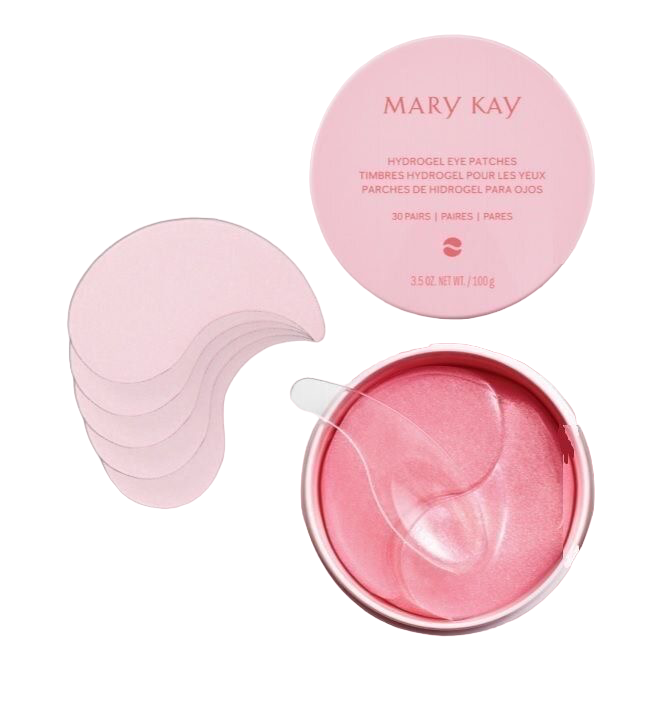 MARY KAY
HYDROGEL EYE PATCHES
TIMBRES HYDROGEL POUR LES YEUX
PARCHES DE HIDROGEL PARA OJOS
30 PAIRS | PAIRES | PARES
3.5 OZ. NET WT. / 100 g